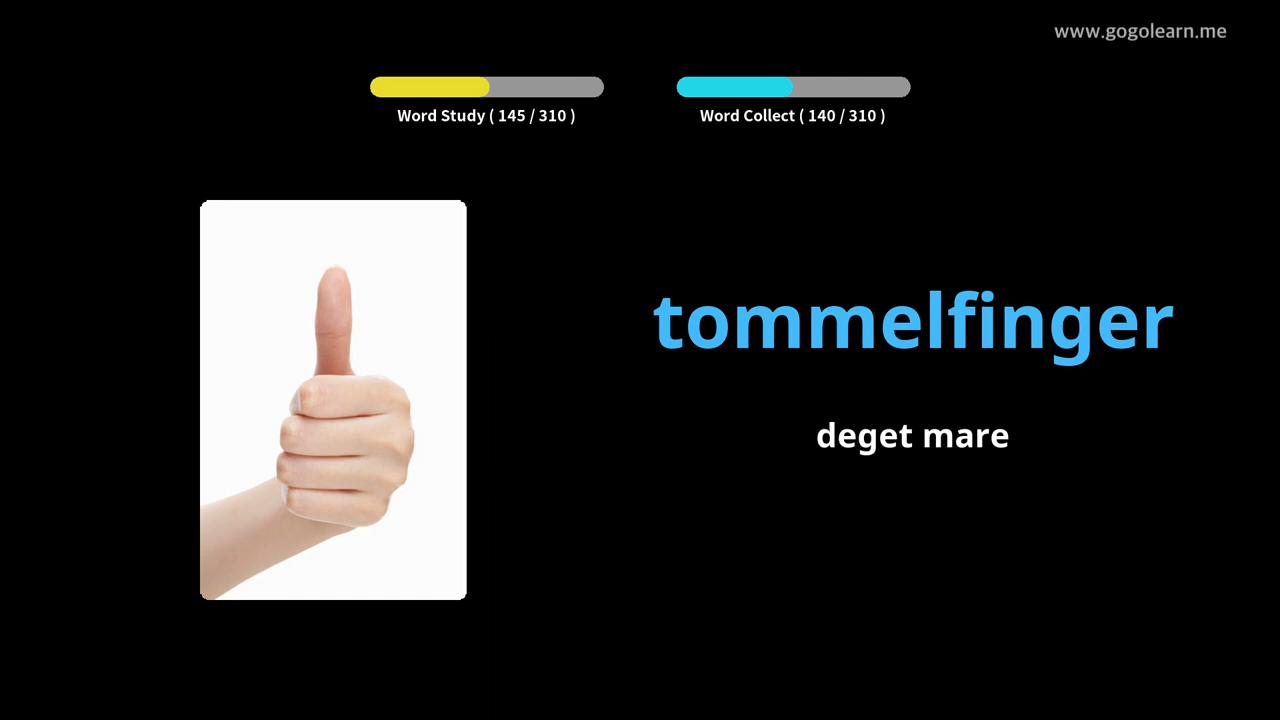 www.gogolearn.me
Word Study ( 145 / 310 )
Word Collect ( 140 / 310 )
tommelfinger
deget mare